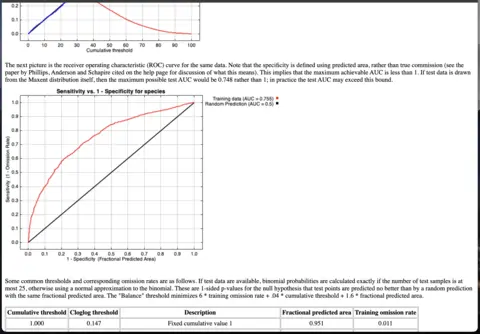 0.2
0.0
0 10 20 30 40 50 60 70 80 90 100
Cumulative threshold
The next picture is the receiver operating characteristic (ROC) curve for the same data. Note that the specificity is defined using predicted area, rather than true commission (see the
paper by Phillips, Anderson and Schapire cited on the help page for discussion of what this means). This implies that the maximum achievable AUC is less than 1. If test data is drawn
from the Maxent distribution itself, then the maximum possible test AUC would be 0.748 rather than 1; in practice the test AUC may exceed this bound.
Sensitivity vs. 1 - Specificity for species
Training data (AUC = 0.755)
Random Prediction (AUC = 0.5)
1.0
0.9
0.8
0.7
0.6
0.5
0.4
0.3
0.2
0.1
0.0
Sensitivity (1 - Omission Rate)
0.0 0.1 0.2 0.3 0.4 0.5 0.6 0.7 0.8 0.9 1.0
1 - Specificity (Fractional Predicted Area)
Some common thresholds and corresponding omission rates are as follows. If test data are available, binomial probabilities are calculated exactly if the number of test samples is at
most 25, otherwise using a normal approximation to the binomial. These are 1-sided p-values for the null hypothesis that test points are predicted no better than by a random prediction
with the same fractional predicted area. The "Balance" threshold minimizes 6 * training omission rate + .04 * cumulative threshold + 1.6 * fractional predicted area.
Cumulative threshold Cloglog threshold Description Fractional predicted area Training omission rate
1.000 0.147 Fixed cumulative value 1 0.951 0.011